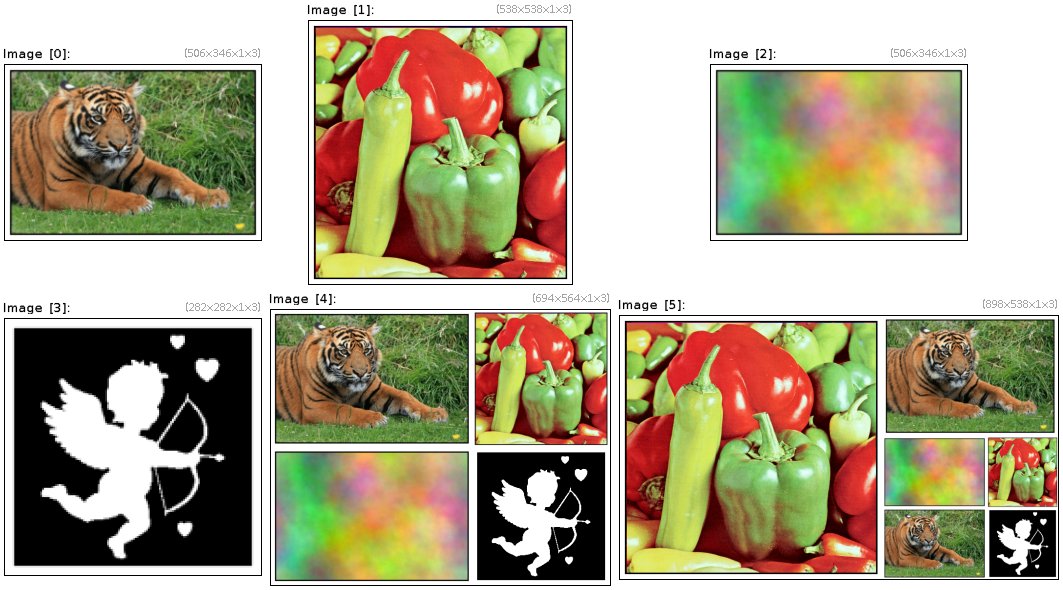 Image [1]: (538x538x1x3)
Image [0]: (506x346x1x3)
Image [2]: (506x346x1x3)
Image [3]: (282x282x1x3)
Image [4]: (694x564x1x3)
Image [5]: (898x538x1x3)